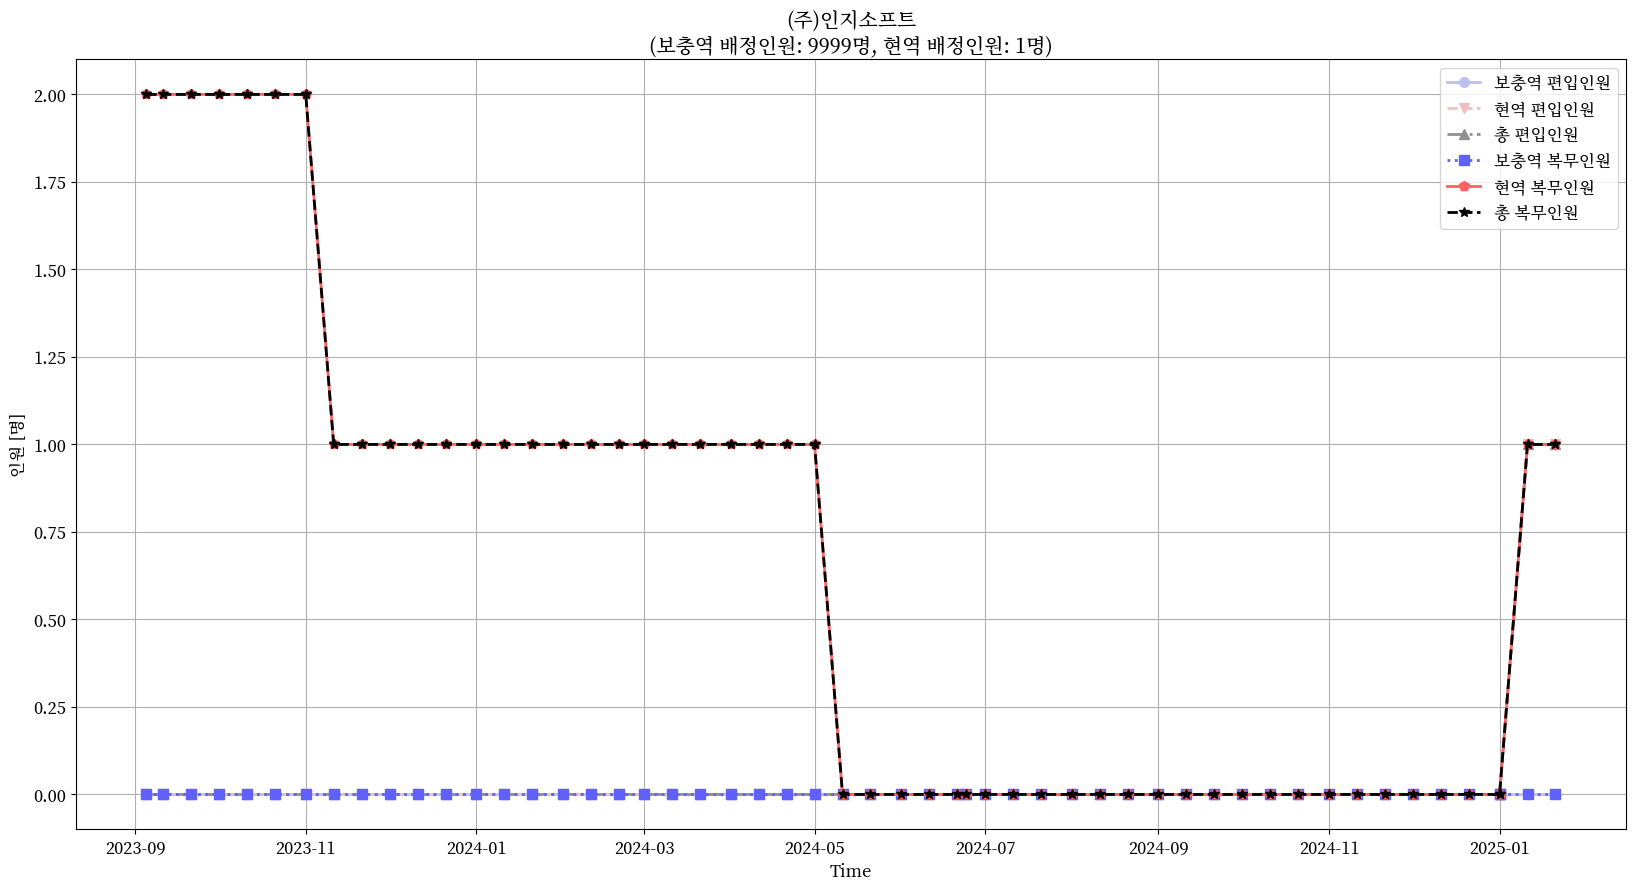 (주)인지소프트
(보충역 배정인원: 9999명, 현역 배정인원: 1명)
보충역 편입인원
현역 편입인원
총 편입인원
보충역 복무인원
현역 복무인원
총 복무인원
인원 [명]
2.00
1.75
1.50
1.25
1.00
0.75
0.50
0.25
0.00
2023-09
2023-11
2024-01
2024-03
2024-05
2024-07
2024-09
2024-11
2025-01
Time